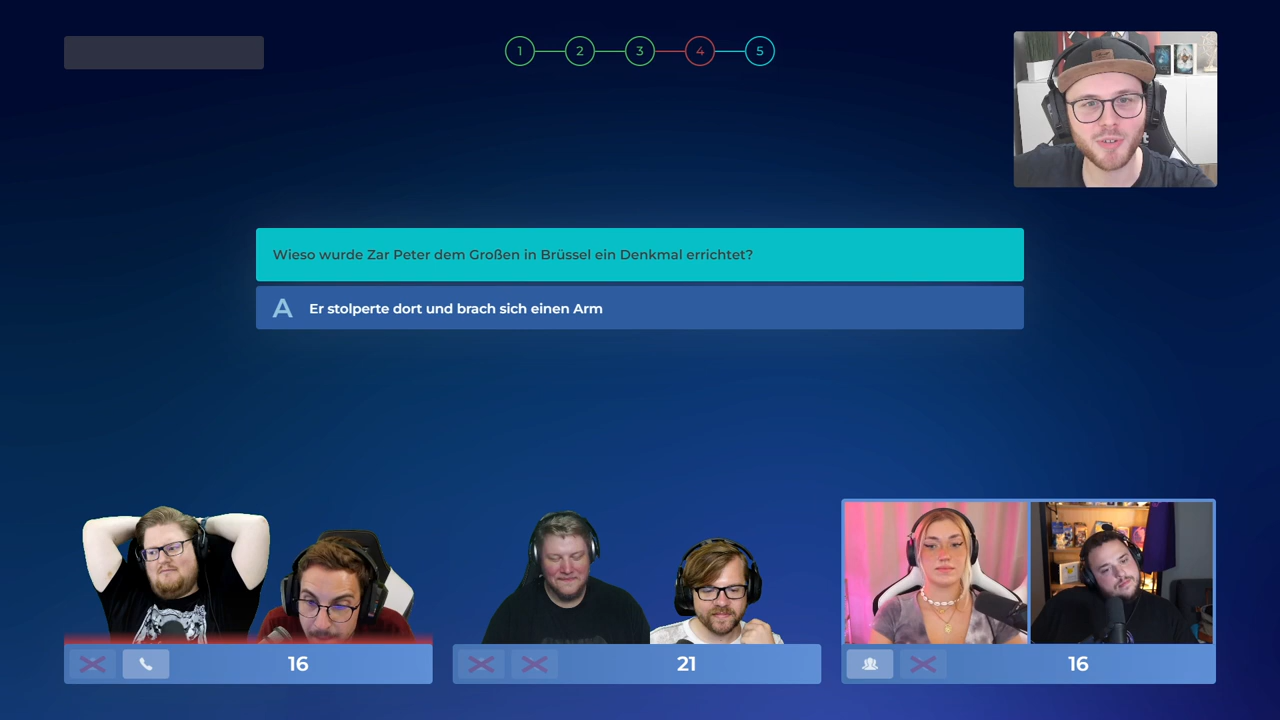 1 2 3 4 5
Wieso wurde Zar Peter dem Großen in Brüssel ein Denkmal errichtet?
A Er stolperte dort und brach sich einen Arm
16
21
16